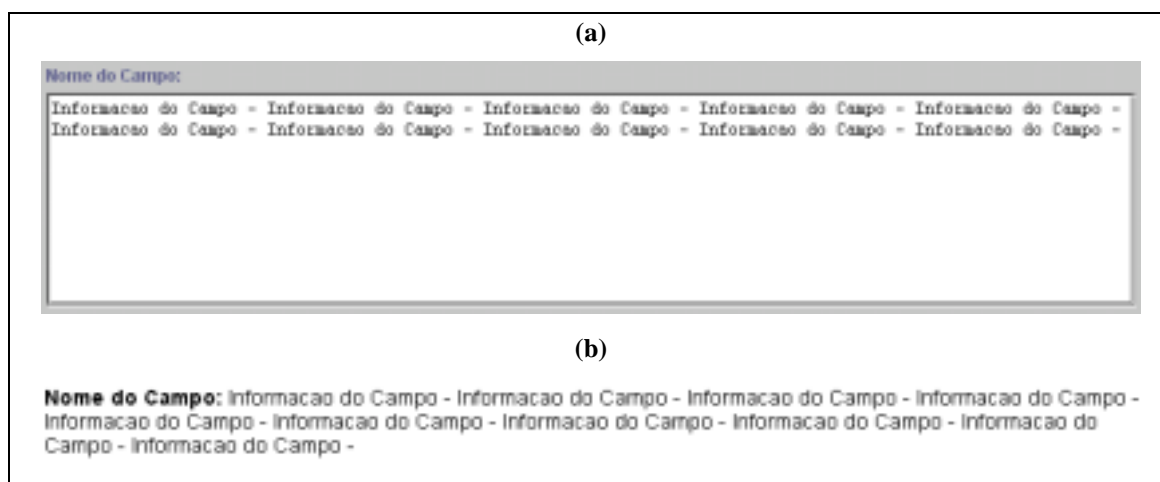 (a)
Nome do Campo:
Informacao do Campo - Informacao do Campo - Informacao do Campo - Informacao do Campo - Informacao do Campo -
Informacao do Campo - Informacao do Campo - Informacao do Campo - Informacao do Campo - Informacao do Campo -
(b)
Nome do Campo: Informacao do Campo - Informacao do Campo - Informacao do Campo - Informacao do Campo -
Informacao do Campo - Informacao do Campo - Informacao do Campo - Informacao do Campo - Informacao do
Campo - Informacao do Campo -